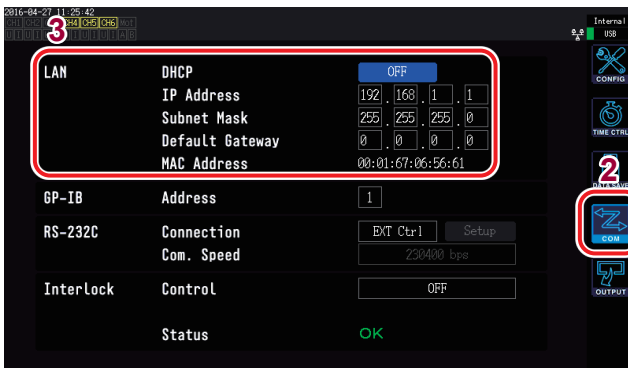 2016-04-27 11:25:42
Internal
USB
CH1 CH2 CH4 CH5 CH6 Mot
U I U I U I U I A B
3
CONFIG
TIME CTRL
2
DATA SAVE
COM
OUTPUT
LAN DHCP OFF
IP Address 192 . 168 . 1 . 1
Subnet Mask 255 . 255 . 255 . 0
Default Gateway 0 . 0 . 0 . 0
MAC Address 00:01:67:06:56:61
GP-IB Address 1
RS-232C Connection EXT Ctrl Setup
Com. Speed 230400 bps
Interlock Control OFF
Status OK